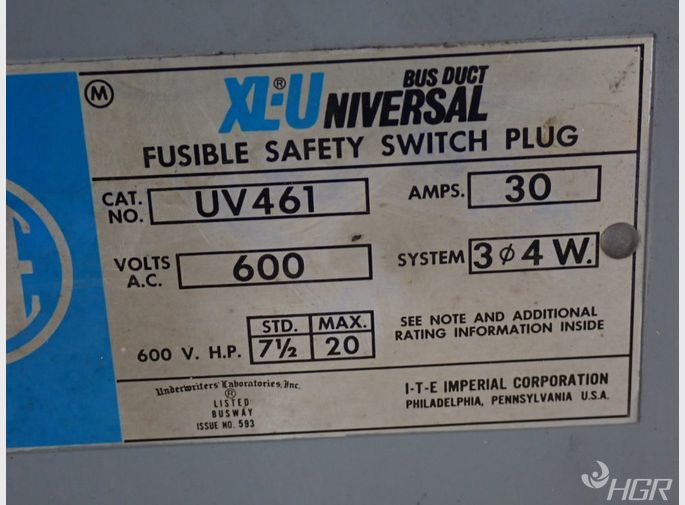 M
XL-U®NIVERSAL BUS DUCT
FUSIBLE SAFETY SWITCH PLUG
CAT. NO. UV461 AMPS. 30
VOLTS A.C. 600 SYSTEM 3ø4W.
STD. MAX.
600 V. H.P. 7½ 20
SEE NOTE AND ADDITIONAL
RATING INFORMATION INSIDE
Underwriters' Laboratories, Inc.
®
LISTED
BUSWAY
ISSUE NO. 593
I-T-E IMPERIAL CORPORATION
PHILADELPHIA, PENNSYLVANIA U.S.A.
HGR